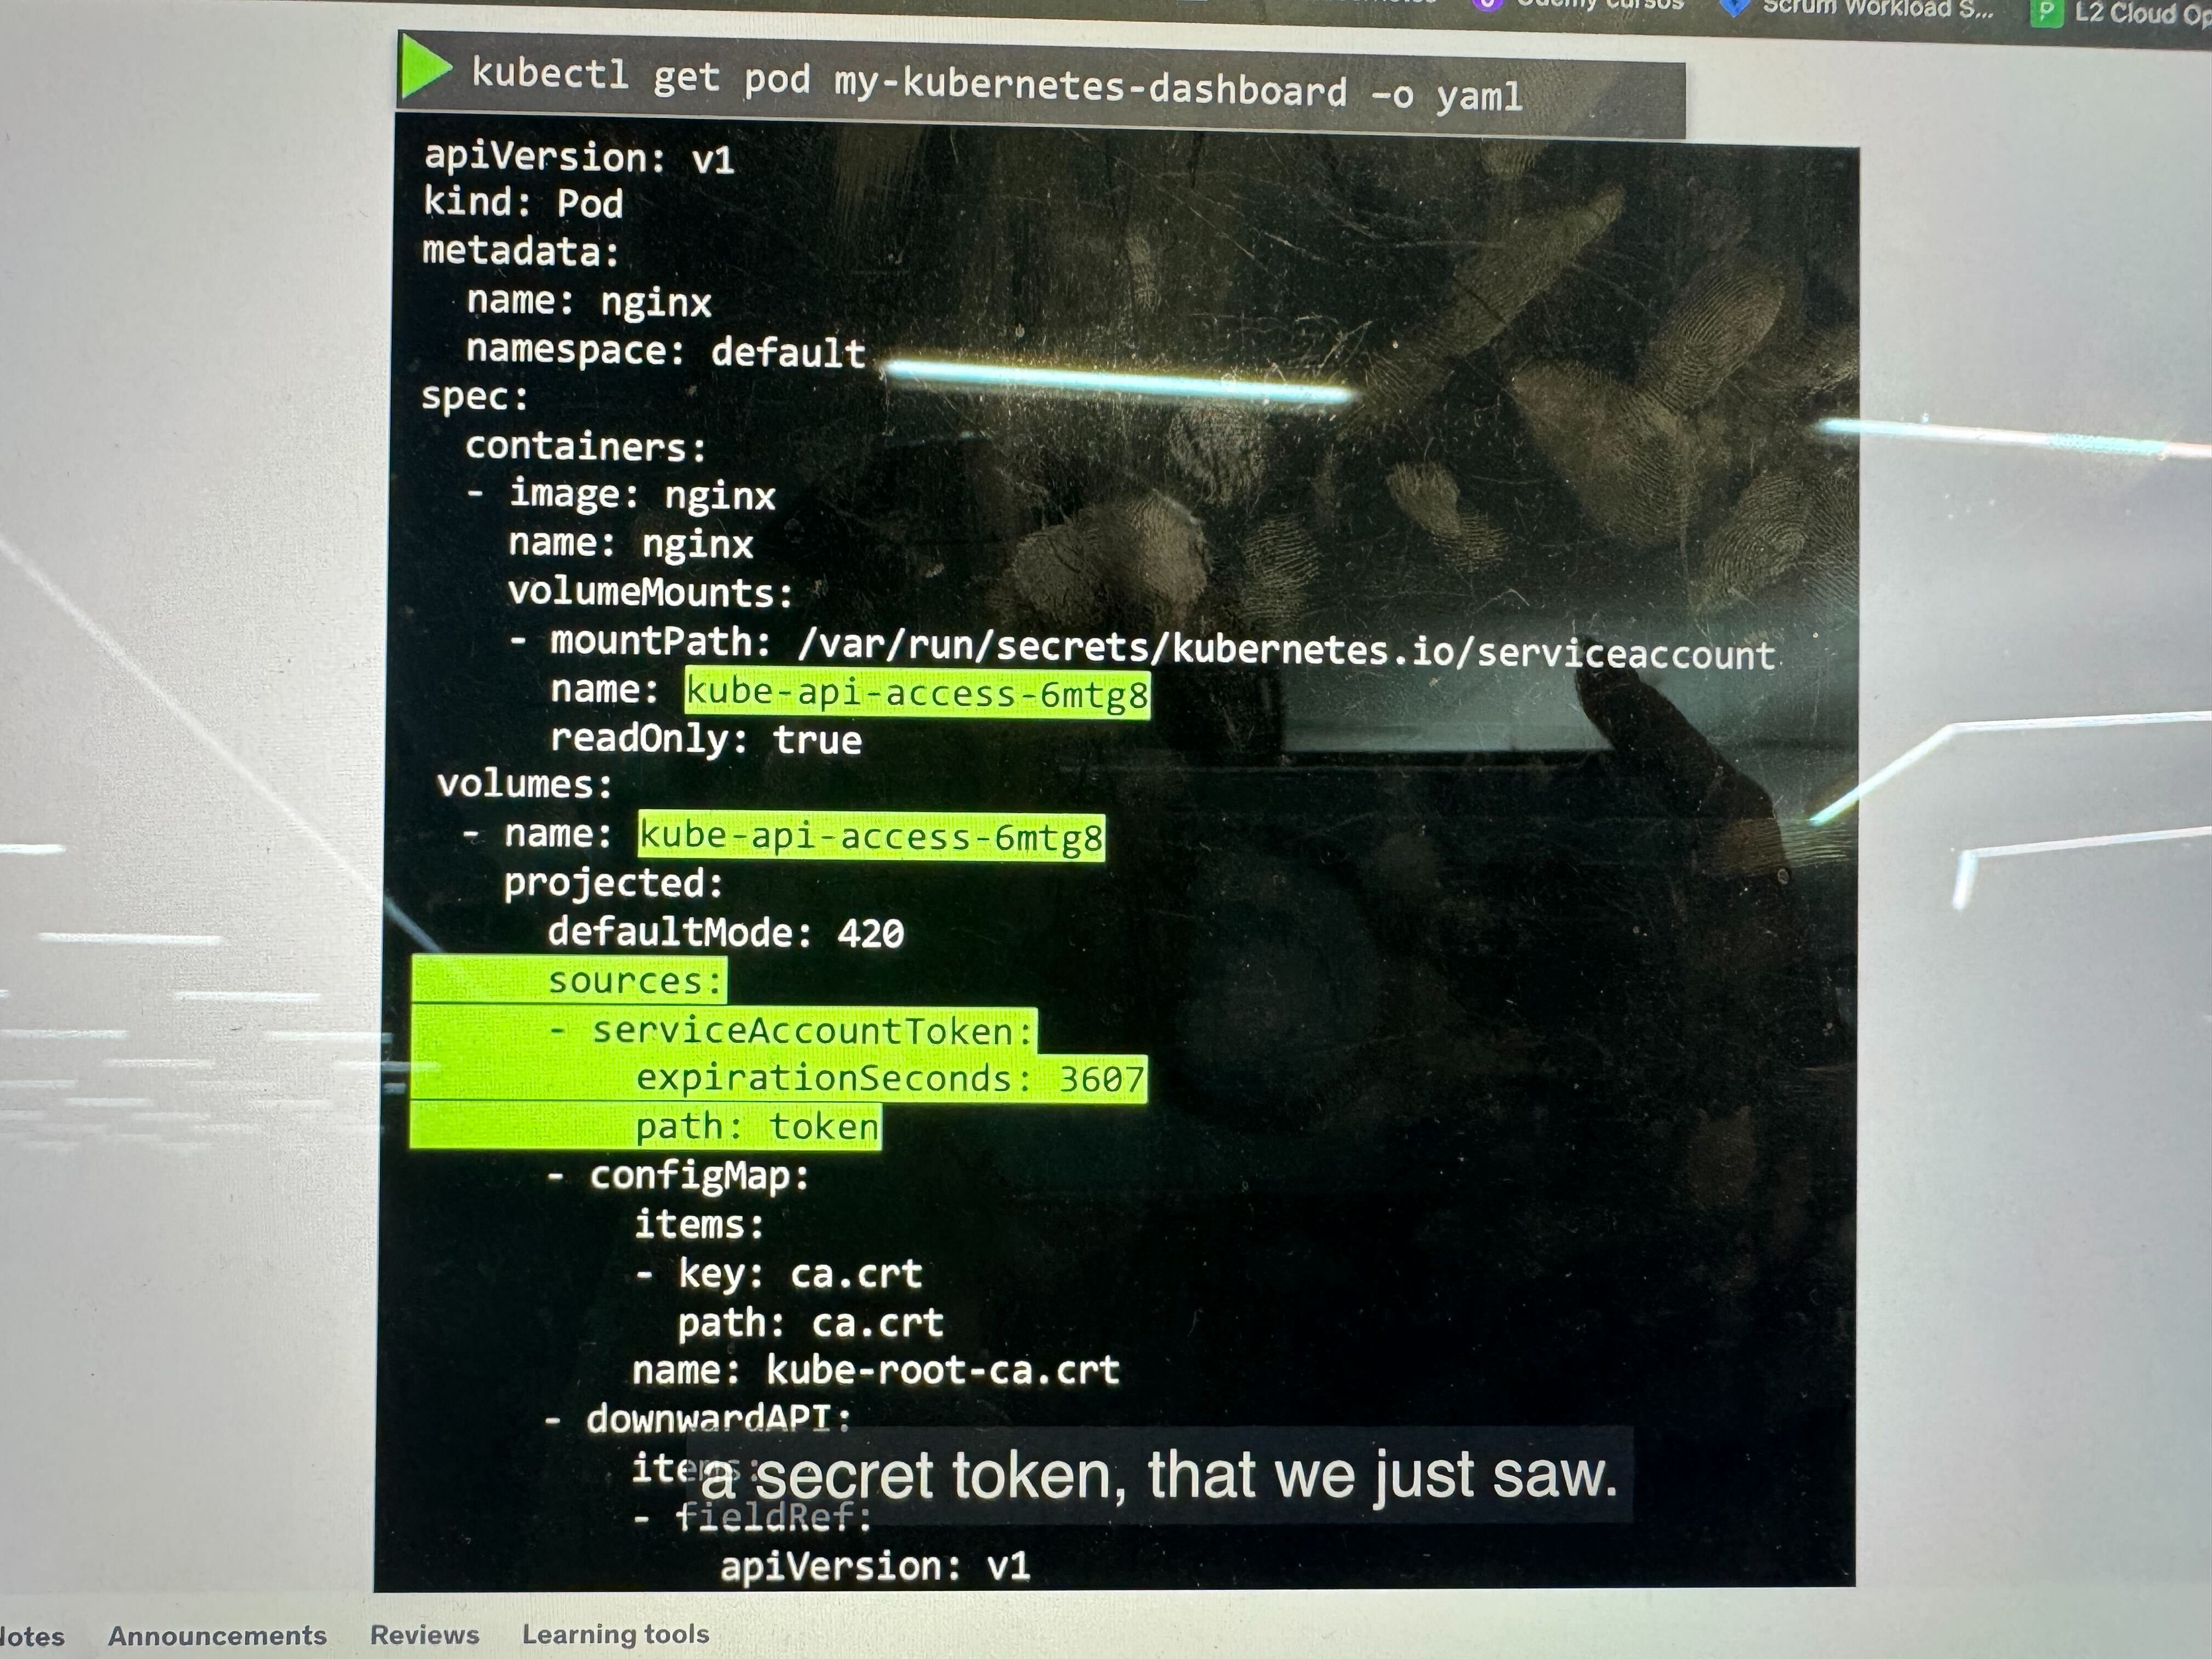 Udemy Cursos
Scrum Workload S...
L2 Cloud Op
kubectl get pod my-kubernetes-dashboard -o yaml
apiVersion: v1
kind: Pod
metadata:
  name: nginx
  namespace: default
spec:
  containers:
  - image: nginx
    name: nginx
    volumeMounts:
    - mountPath: /var/run/secrets/kubernetes.io/serviceaccount
      name: kube-api-access-6mtg8
      readOnly: true
  volumes:
  - name: kube-api-access-6mtg8
    projected:
      defaultMode: 420
      sources:
      - serviceAccountToken:
          expirationSeconds: 3607
          path: token
      - configMap:
          items:
          - key: ca.crt
            path: ca.crt
          name: kube-root-ca.crt
      - downwardAPI:
          items:
a secret token, that we just saw.
          - fieldRef:
              apiVersion: v1
lotes Announcements Reviews Learning tools